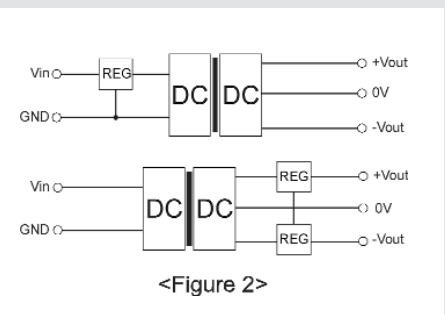 +Vout
Vin REG
DC DC 0V
GND
-Vout
Vin REG +Vout
DC DC 0V
GND REG -Vout
<Figure 2>